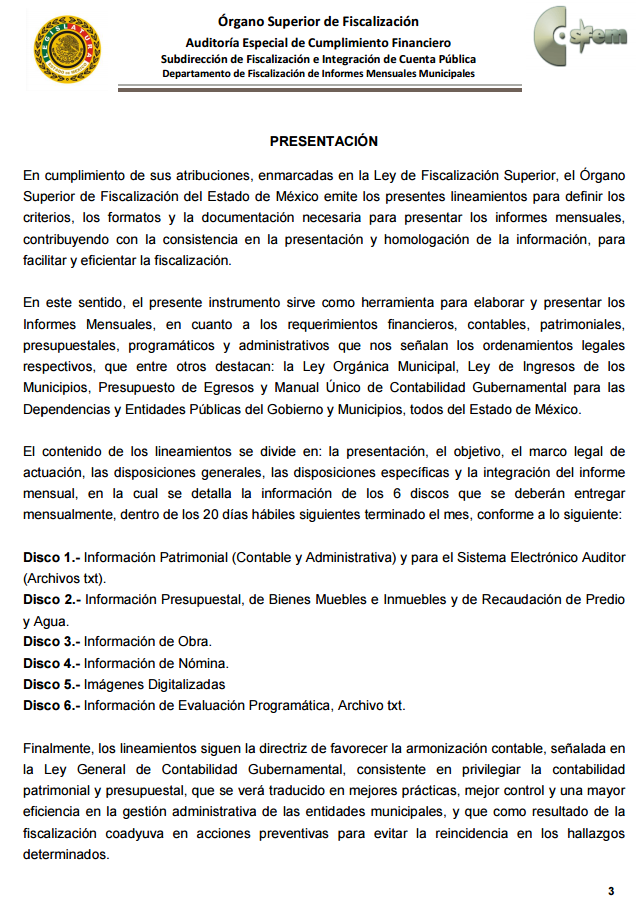 Órgano Superior de Fiscalización
Auditoría Especial de Cumplimiento Financiero
Subdirección de Fiscalización e Integración de Cuenta Pública
Departamento de Fiscalización de Informes Mensuales Municipales
LEGISLATURA
ESTADO DE MÉXICO
osfem
PRESENTACIÓN
En cumplimiento de sus atribuciones, enmarcadas en la Ley de Fiscalización Superior, el Órgano
Superior de Fiscalización del Estado de México emite los presentes lineamientos para definir los
criterios, los formatos y la documentación necesaria para presentar los informes mensuales,
contribuyendo con la consistencia en la presentación y homologación de la información, para
facilitar y eficientar la fiscalización.
En este sentido, el presente instrumento sirve como herramienta para elaborar y presentar los
Informes Mensuales, en cuanto a los requerimientos financieros, contables, patrimoniales,
presupuestales, programáticos y administrativos que nos señalan los ordenamientos legales
respectivos, que entre otros destacan: la Ley Orgánica Municipal, Ley de Ingresos de los
Municipios, Presupuesto de Egresos y Manual Único de Contabilidad Gubernamental para las
Dependencias y Entidades Públicas del Gobierno y Municipios, todos del Estado de México.
El contenido de los lineamientos se divide en: la presentación, el objetivo, el marco legal de
actuación, las disposiciones generales, las disposiciones específicas y la integración del informe
mensual, en la cual se detalla la información de los 6 discos que se deberán entregar
mensualmente, dentro de los 20 días hábiles siguientes terminado el mes, conforme a lo siguiente:
Disco 1.- Información Patrimonial (Contable y Administrativa) y para el Sistema Electrónico Auditor
(Archivos txt).
Disco 2.- Información Presupuestal, de Bienes Muebles e Inmuebles y de Recaudación de Predio
y Agua.
Disco 3.- Información de Obra.
Disco 4.- Información de Nómina.
Disco 5.- Imágenes Digitalizadas
Disco 6.- Información de Evaluación Programática, Archivo txt.
Finalmente, los lineamientos siguen la directriz de favorecer la armonización contable, señalada en
la Ley General de Contabilidad Gubernamental, consistente en privilegiar la contabilidad
patrimonial y presupuestal, que se verá traducido en mejores prácticas, mejor control y una mayor
eficiencia en la gestión administrativa de las entidades municipales, y que como resultado de la
fiscalización coadyuva en acciones preventivas para evitar la reincidencia en los hallazgos
determinados.
3